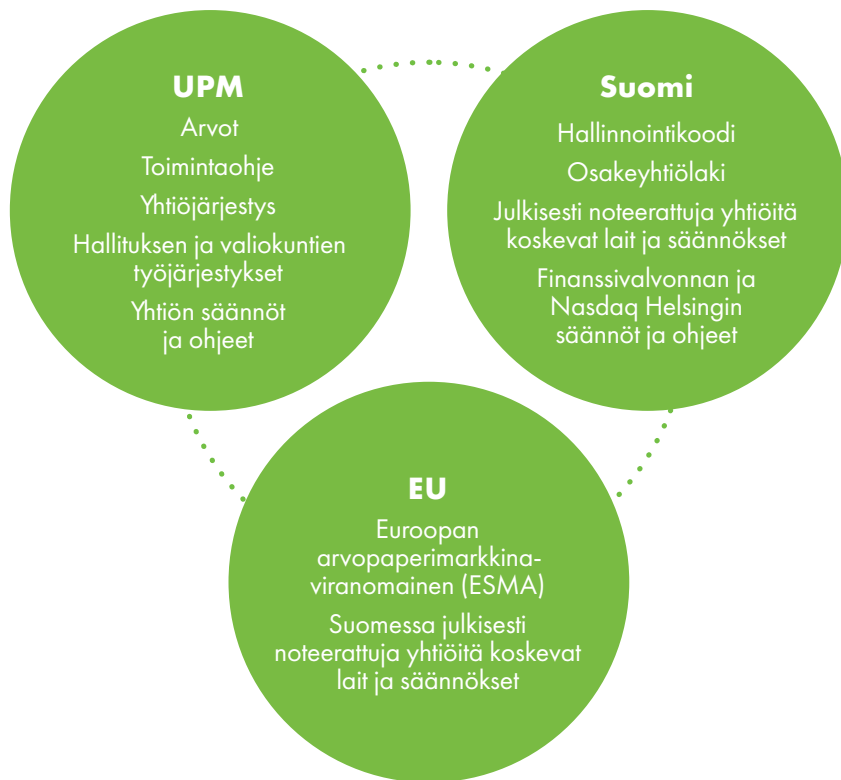 UPM
Arvot
Toimintaohje
Yhtiöjärjestys
Hallituksen ja valiokuntien
työjärjestykset
Yhtiön säännöt
ja ohjeet
Suomi
Hallinnointikoodi
Osakeyhtiölaki
Julkisesti noteerattuja yhtiöitä
koskevat lait ja säännökset
Finanssivalvonnan ja
Nasdaq Helsingin
säännöt ja ohjeet
EU
Euroopan
arvopaperimarkkina-
viranomainen (ESMA)
Suomessa julkisesti
noteerattuja yhtiöitä koskevat
lait ja säännökset